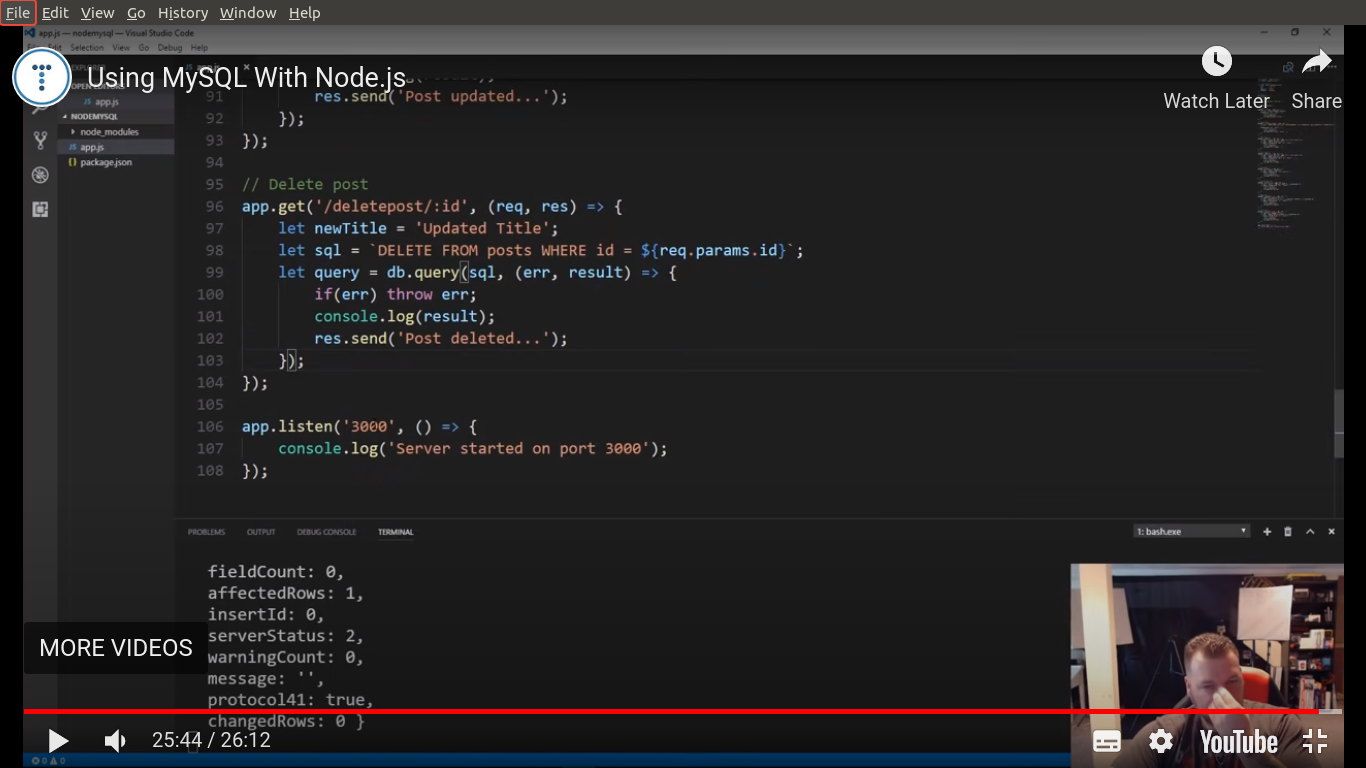 File Edit View Go History Window Help
app.js — nodemysql — Visual Studio Code
Selection View Go Debug Help
Using MySQL With Node.js
Watch Later Share
OPEN EDITORS
app.js
NODEMYSQL
node_modules
app.js
package.json
91 res.send('Post updated...');
92 });
93 });
94
95 // Delete post
96 app.get('/deletepost/:id', (req, res) => {
97 let newTitle = 'Updated Title';
98 let sql = `DELETE FROM posts WHERE id = ${req.params.id}`;
99 let query = db.query(sql, (err, result) => {
100 if(err) throw err;
101 console.log(result);
102 res.send('Post deleted...');
103 });
104 });
105
106 app.listen('3000', () => {
107 console.log('Server started on port 3000');
108 });
PROBLEMS OUTPUT DEBUG CONSOLE TERMINAL 1: bash.exe
fieldCount: 0,
affectedRows: 1,
insertId: 0,
serverStatus: 2,
MORE VIDEOS
warningCount: 0,
message: '',
protocol41: true,
changedRows: 0 }
25:44 / 26:12
YouTube
0 0